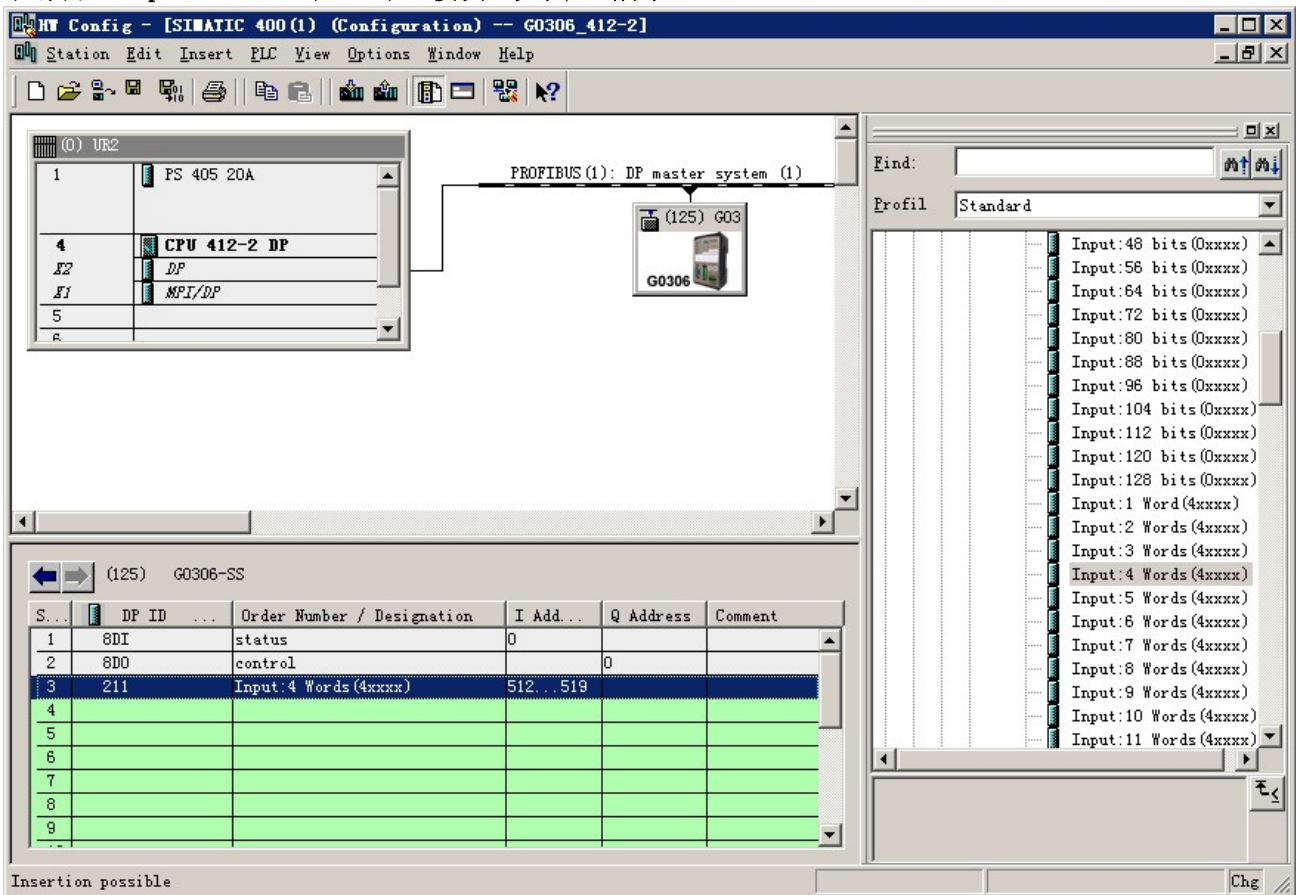 HW Config - [SIMATIC 400(1) (Configuration) -- G0306_412-2]
Station Edit Insert PLC View Options Window Help
(0) UR2
1 PS 405 20A
4 CPU 412-2 DP
X2 DP
X1 MPI/DP
5
6
PROFIBUS(1): DP master system (1)
(125) G03
G0306
Find:
Profil Standard
Input:48 bits(0xxxx)
Input:56 bits(0xxxx)
Input:64 bits(0xxxx)
Input:72 bits(0xxxx)
Input:80 bits(0xxxx)
Input:88 bits(0xxxx)
Input:96 bits(0xxxx)
Input:104 bits(0xxxx)
Input:112 bits(0xxxx)
Input:120 bits(0xxxx)
Input:128 bits(0xxxx)
Input:1 Word(4xxxx)
Input:2 Words(4xxxx)
Input:3 Words(4xxxx)
Input:4 Words(4xxxx)
Input:5 Words(4xxxx)
Input:6 Words(4xxxx)
Input:7 Words(4xxxx)
Input:8 Words(4xxxx)
Input:9 Words(4xxxx)
Input:10 Words(4xxxx)
Input:11 Words(4xxxx)
(125) G0306-SS
S... DP ID ... Order Number / Designation I Add... Q Address Comment
1 8DI status 0
2 8DO control 0
3 211 Input:4 Words(4xxxx) 512...519
4
5
6
7
8
9
Insertion possible
Chg